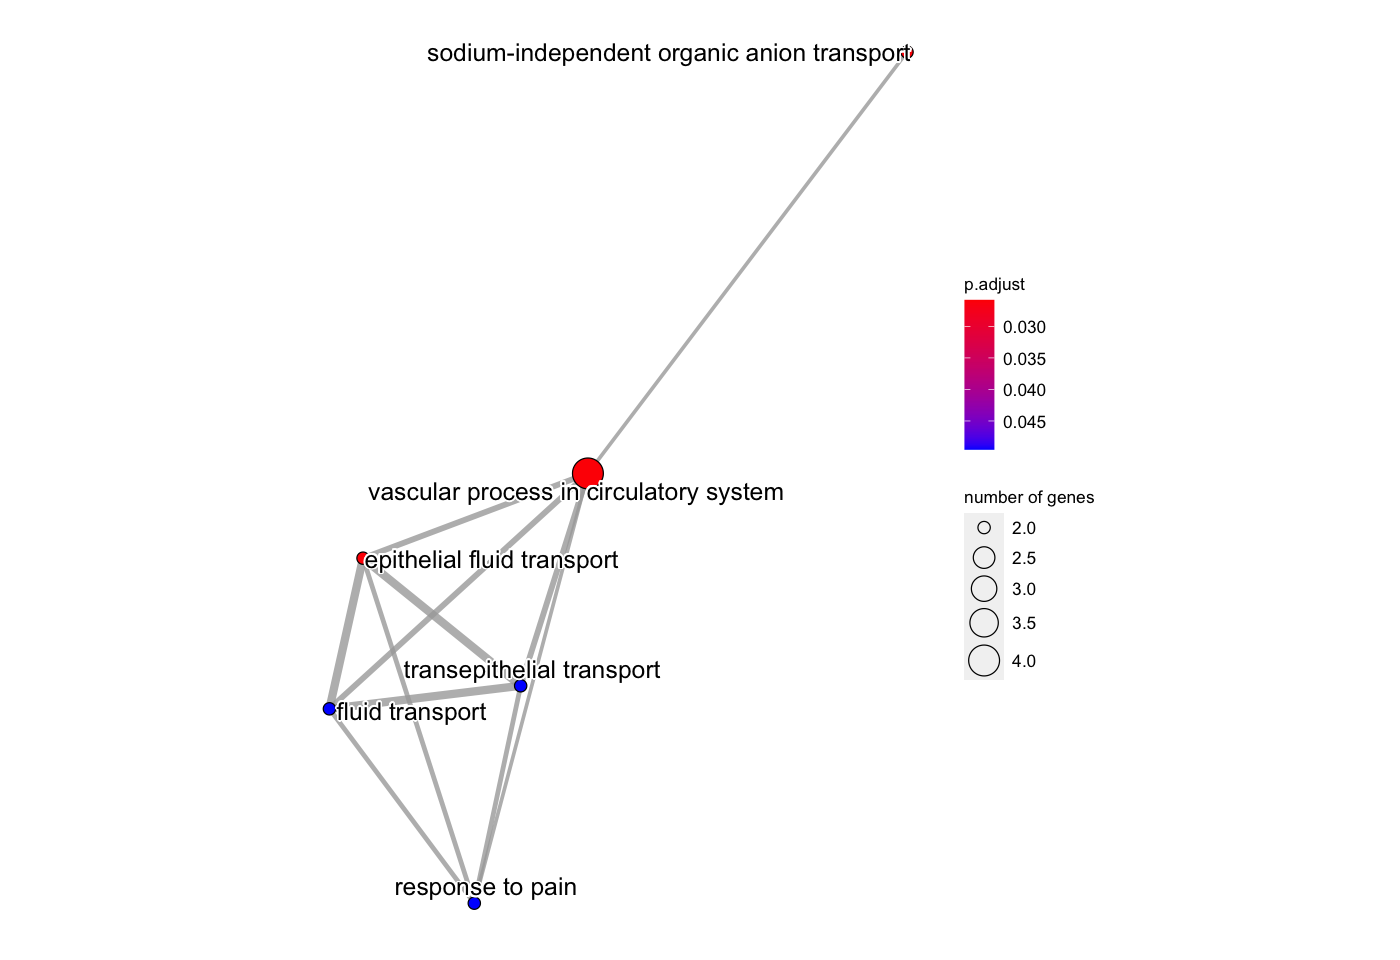 sodium-independent organic anion transport
p.adjust
0.030
0.035
0.040
0.045
vascular process in circulatory system
number of genes
2.0
epithelial fluid transport
2.5
3.0
3.5
4.0
transepithelial transport
fluid transport
response to pain